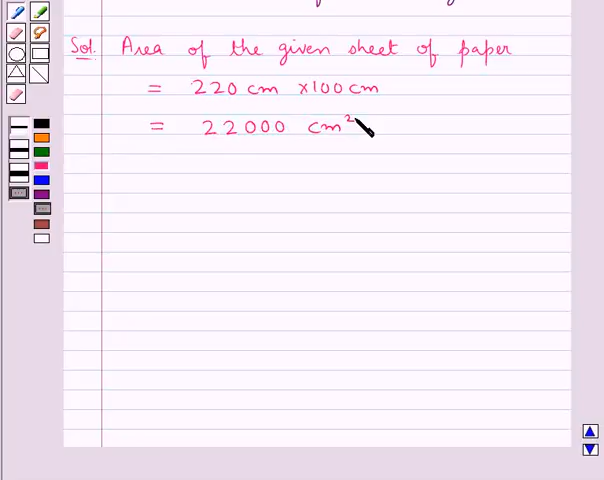 Sol. Area of the given sheet of paper
= 220 cm ×100 cm
= 22000 cm²